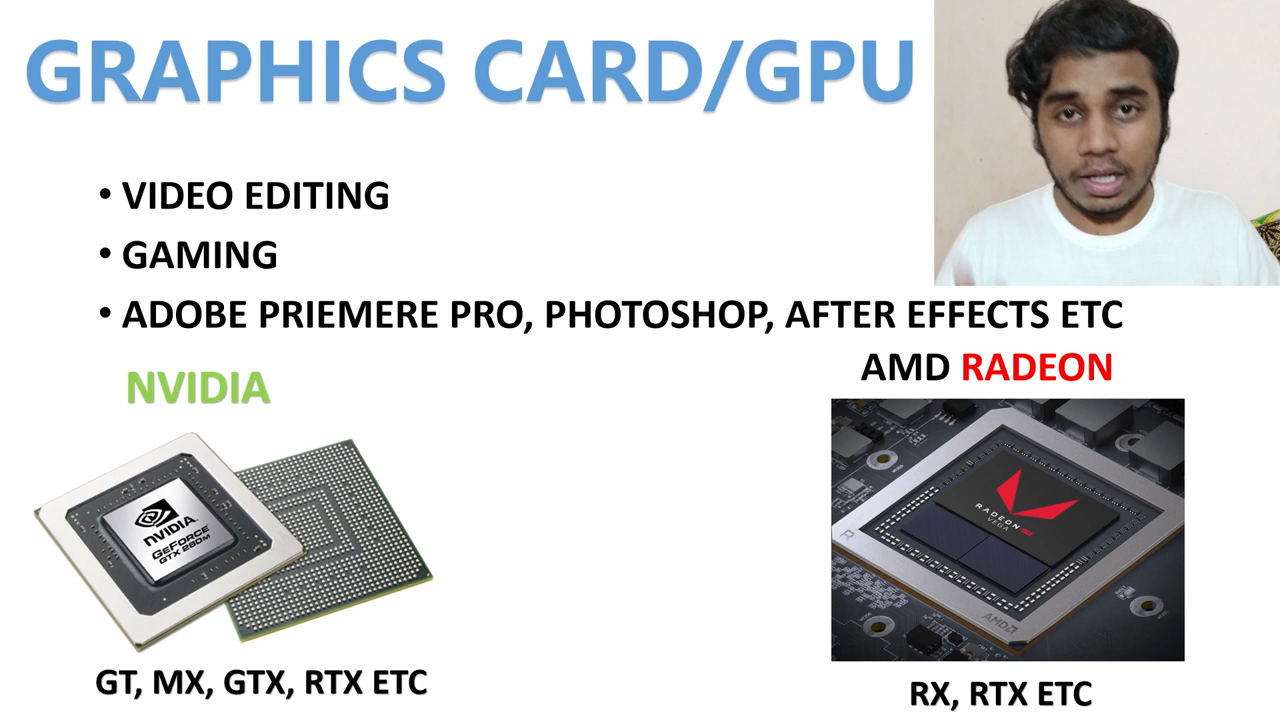 GRAPHICS CARD/GPU
• VIDEO EDITING
• GAMING
• ADOBE PRIEMERE PRO, PHOTOSHOP, AFTER EFFECTS ETC
NVIDIA
AMD RADEON
NVIDIA
GEFORCE
GTX 280M
RADEON
VEGA
R
AMD
GT, MX, GTX, RTX ETC
RX, RTX ETC